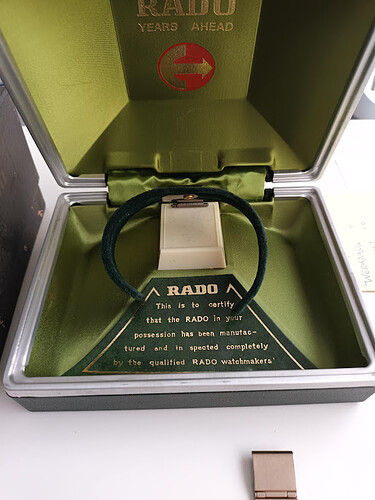 RADO
YEARS AHEAD
RADO
This is to certify
that the RADO in your
possession has been manufac-
tured and in spected completely
by the qualified RADO watchmakers'